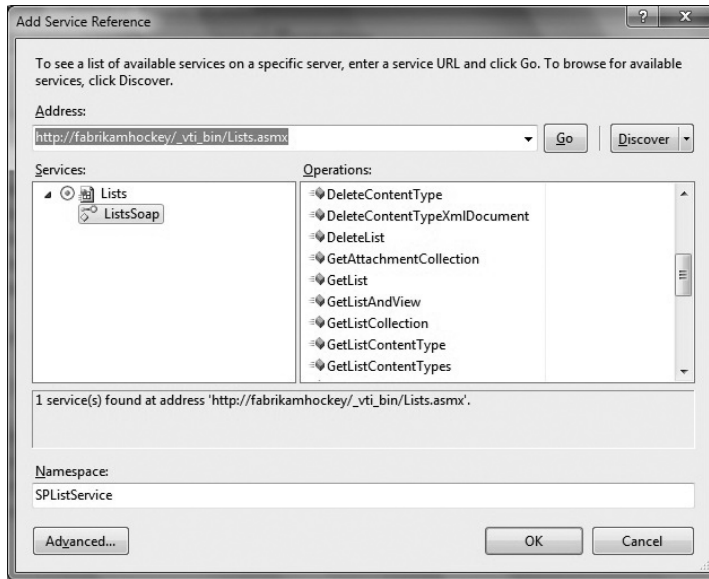 Add Service Reference
To see a list of available services on a specific server, enter a service URL and click Go. To browse for available
services, click Discover.
Address:
http://fabrikamhockey/_vti_bin/Lists.asmx
Go
Discover
Services:
Operations:
Lists
ListsSoap
DeleteContentType
DeleteContentTypeXmlDocument
DeleteList
GetAttachmentCollection
GetList
GetListAndView
GetListCollection
GetListContentType
GetListContentTypes
1 service(s) found at address 'http://fabrikamhockey/_vti_bin/Lists.asmx'.
Namespace:
SPListService
Advanced...
OK
Cancel